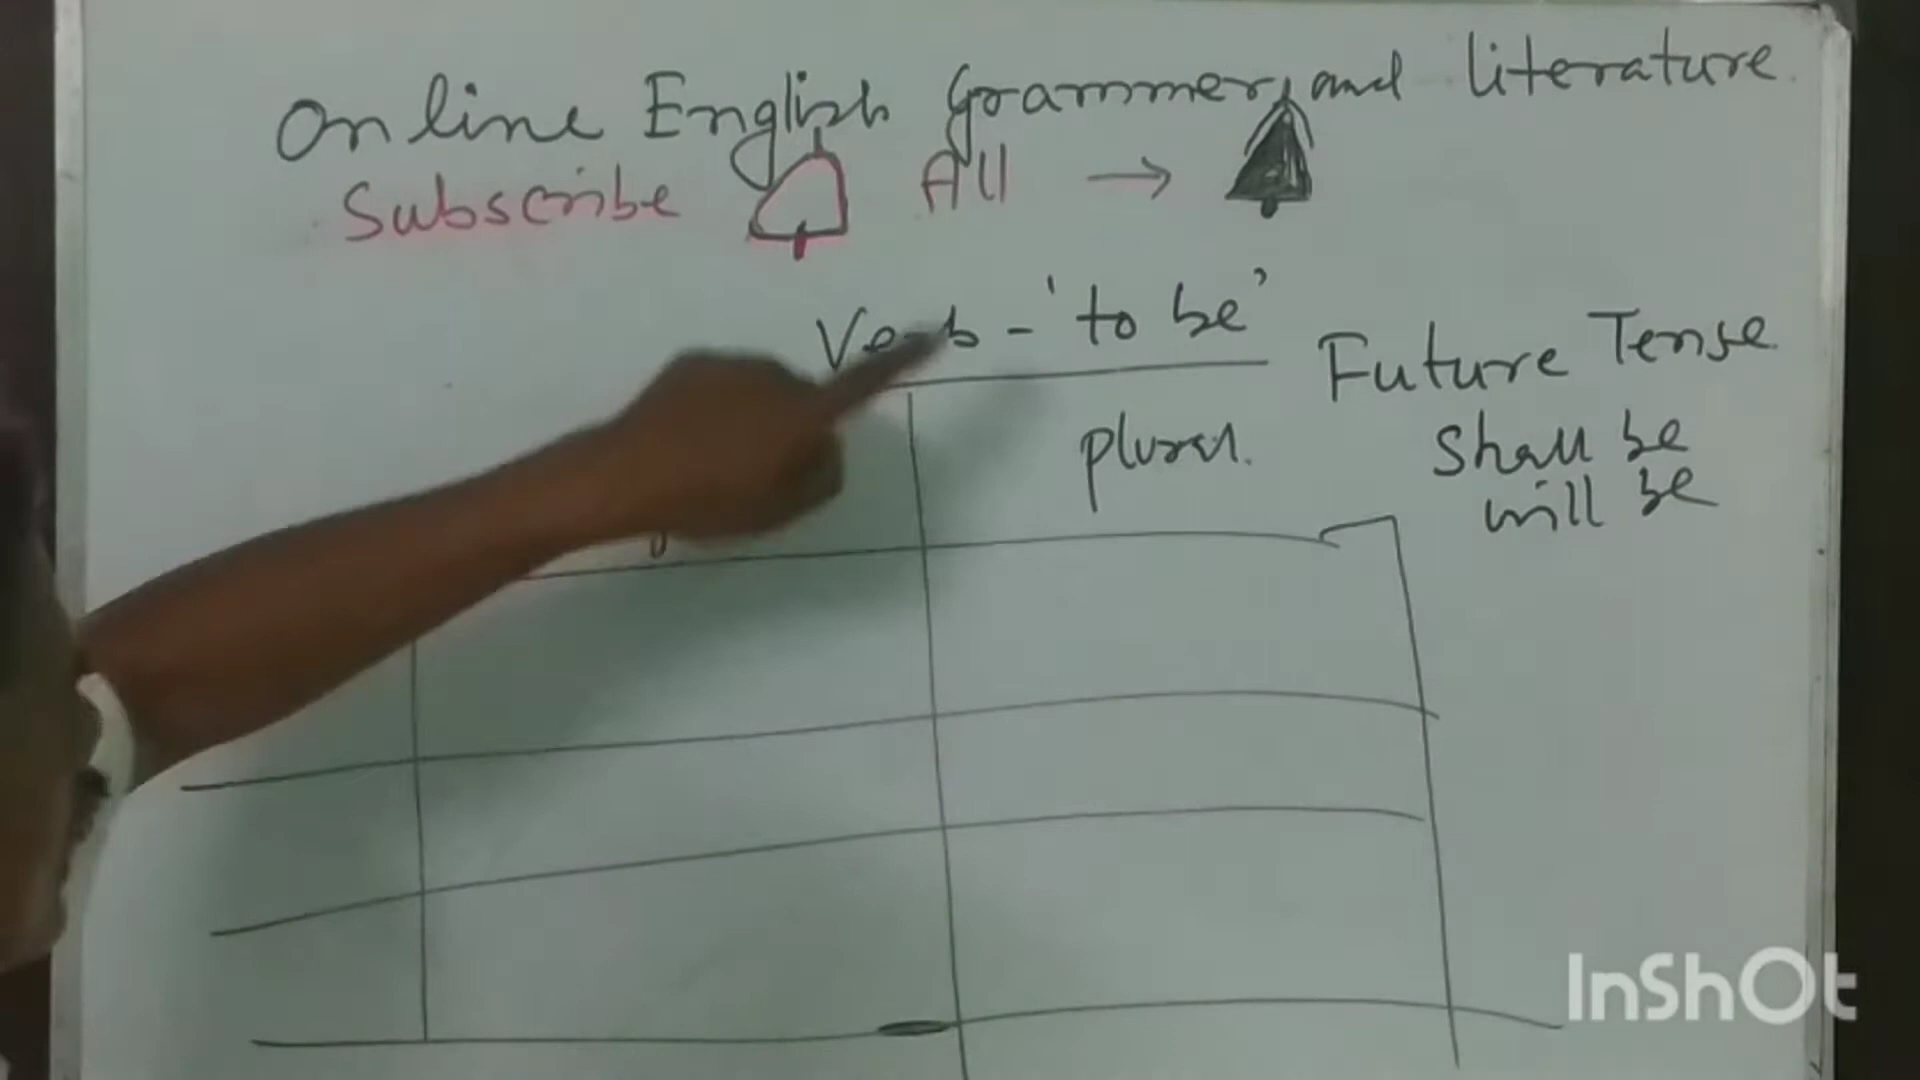 Online English Grammer and literature
Subscribe All →
Verb - 'to be'
Future Tense
plural.
shall be
will be
InShOt